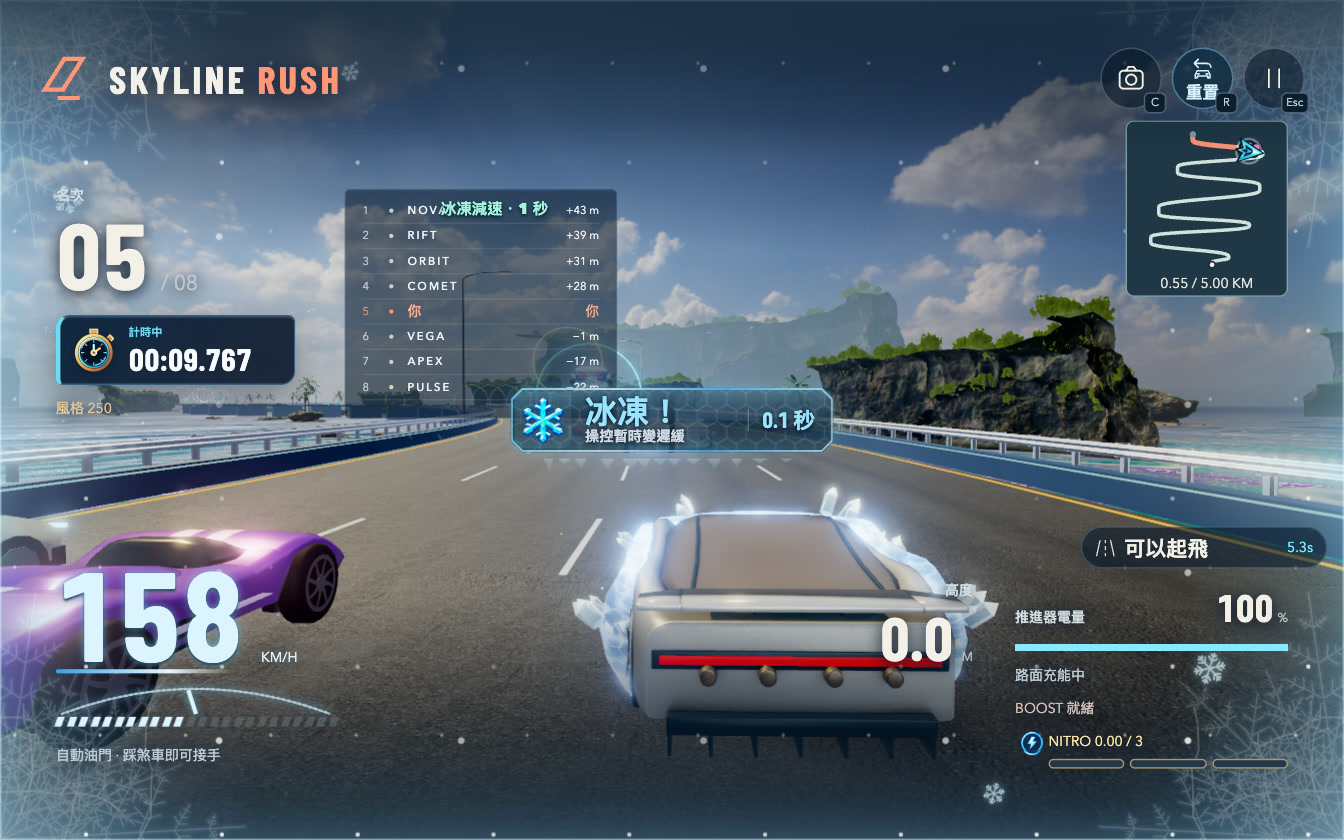 SKYLINE RUSH
重置
C
R
Esc
名次
05 / 08
計時中
00:09.767
風格 250
1 • NOVA +43 m
冰凍減速 · 1 秒
2 • RIFT +39 m
3 • ORBIT +31 m
4 • COMET +28 m
5 • 你 你
6 • VEGA −1 m
7 • APEX −17 m
8 • PULSE −22 m
0.55 / 5.00 KM
冰凍！
操控暫時變遲緩
0.1 秒
可以起飛 5.3s
158 KM/H
自動油門 · 踩煞車即可接手
高度
0.0 M
推進器電量 100 %
路面充能中
BOOST 就緒
NITRO 0.00 / 3